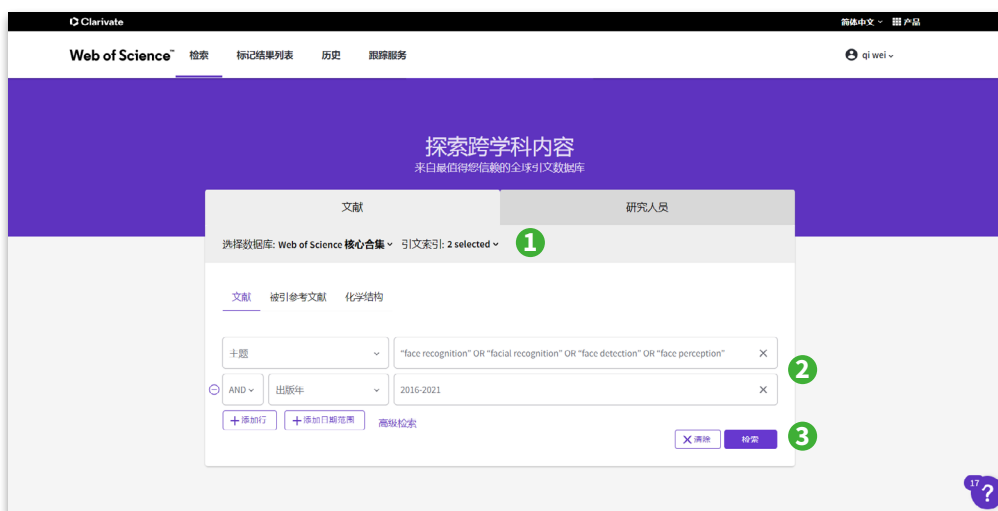 Clarivate 简体中文 产品
Web of Science™ 检索 标记结果列表 历史 跟踪服务 qi wei
探索跨学科内容
来自最值得您信赖的全球引文数据库
文献 研究人员
选择数据库: Web of Science 核心合集 引文索引: 2 selected 1
文献 被引参考文献 化学结构
主题 “face recognition” OR “facial recognition” OR “face detection” OR “face perception” ×
2
AND 出版年 2016-2021 ×
+添加行 +添加日期范围 高级检索
×清除 检索 3
17
?